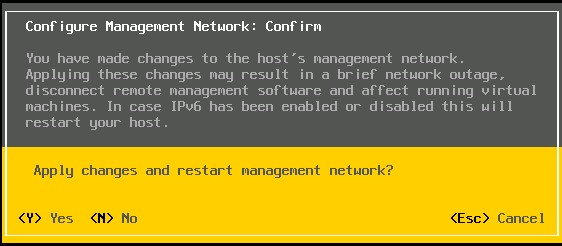 Configure Management Network: Confirm
You have made changes to the host's management network.
Applying these changes may result in a brief network outage,
disconnect remote management software and affect running virtual
machines. In case IPv6 has been enabled or disabled this will
restart your host.
Apply changes and restart management network?
<Y> Yes <N> No <Esc> Cancel